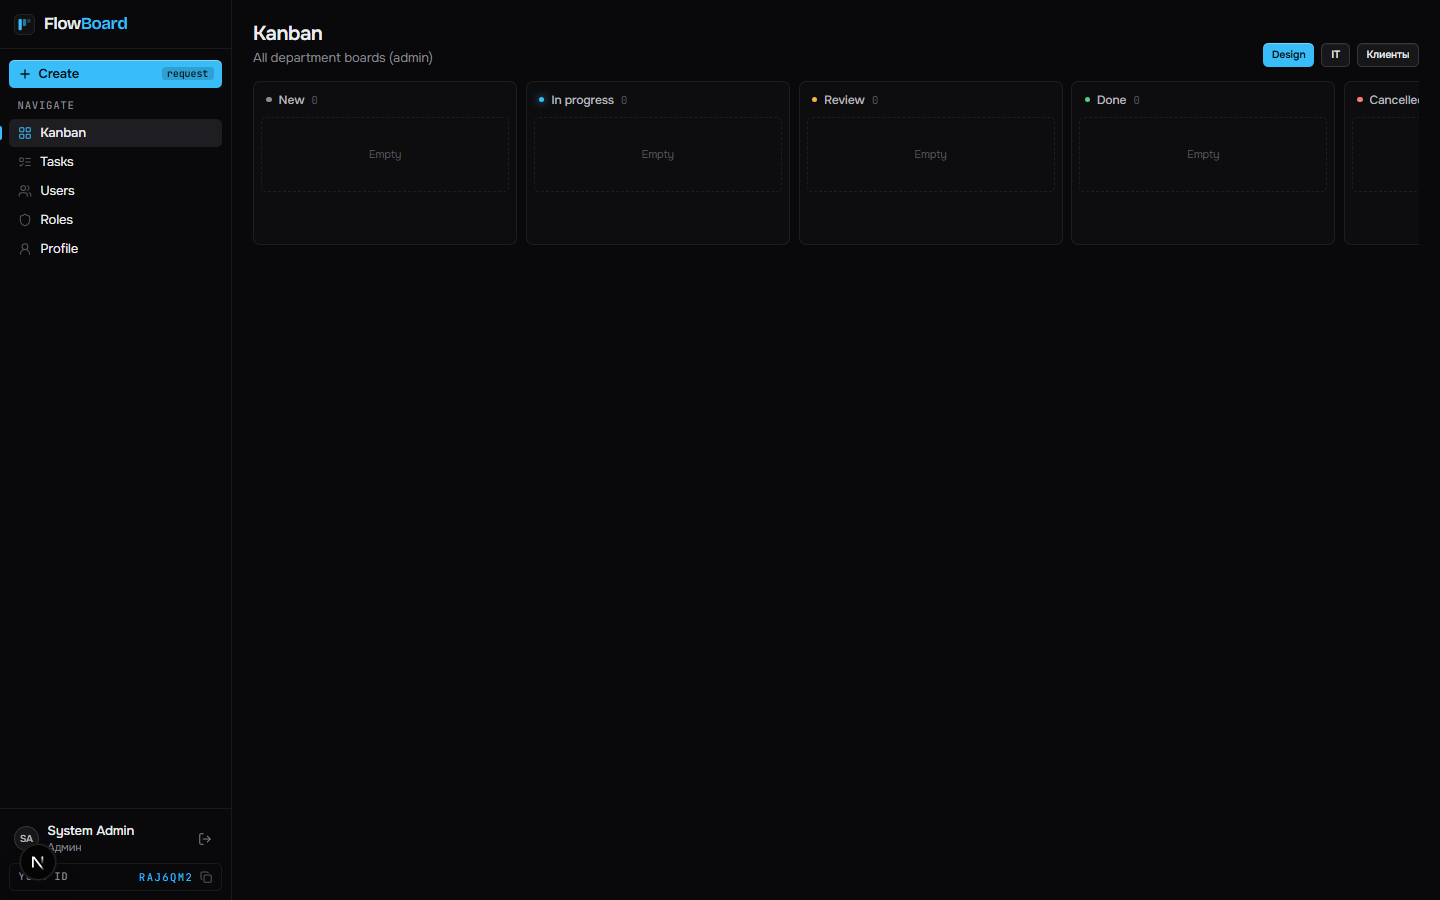 FlowBoard
Create request
NAVIGATE
Kanban
Tasks
Users
Roles
Profile
Kanban
All department boards (admin)
Design IT Клиенты
New 0
Empty
In progress 0
Empty
Review 0
Empty
Done 0
Empty
SA System Admin
Админ
N
ID RAJ6QM2